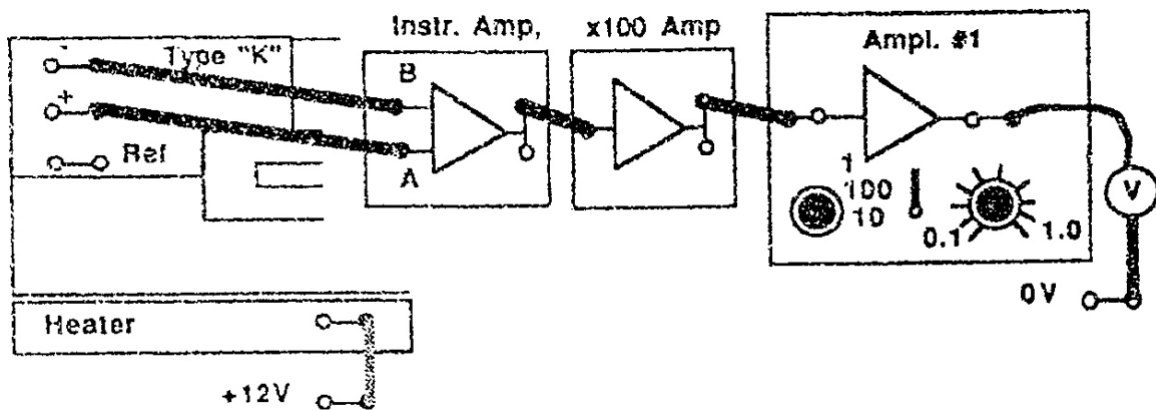 Instr. Amp, x100 Amp
Ampl. #1
- Type "K"
+
Ref
B
A
1
100
10
0.1 1.0
V
0V
Heater
+12V